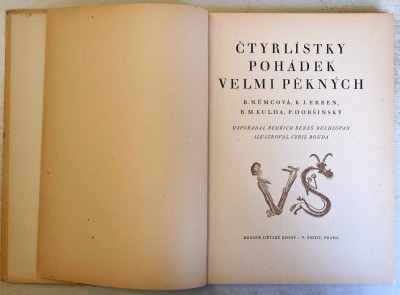 ČTYRLÍSTKY
POHÁDEK
VELMI PĚKNÝCH
B. NĚMCOVÁ, K. J. ERBEN,
B. M. KULDA, P. DOBŠINSKÝ
USPOŘÁDAL BEDŘICH BENEŠ BUCHLOVAN
ILUSTROVAL CYRIL BOUDA
VŠ
KRÁSNÉ DĚTSKÉ KNIHY · V. ŠMIDT, PRAHA